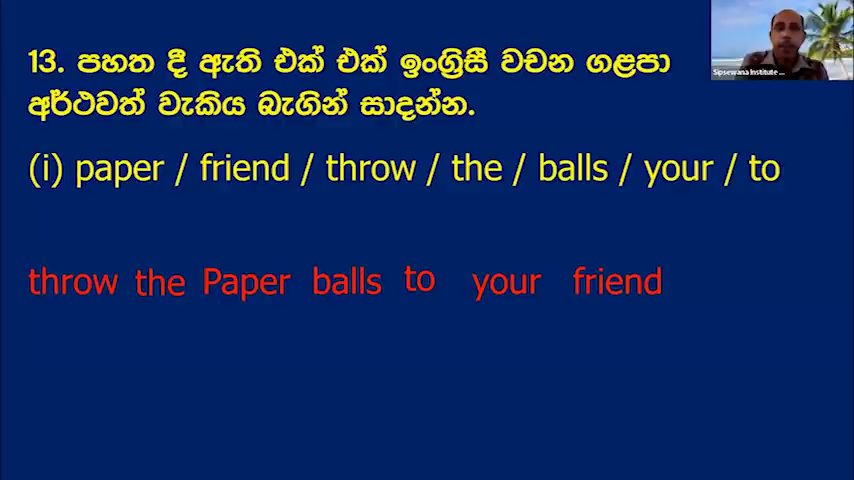 Sipsewana Institute ...
13. පහත දී ඇති එක් එක් ඉංග්‍රිසී වචන ගළපා
අර්ථවත් වැකිය බැගින් සාදන්න.
(i) paper / friend / throw / the / balls / your / to
throw the Paper balls to your friend